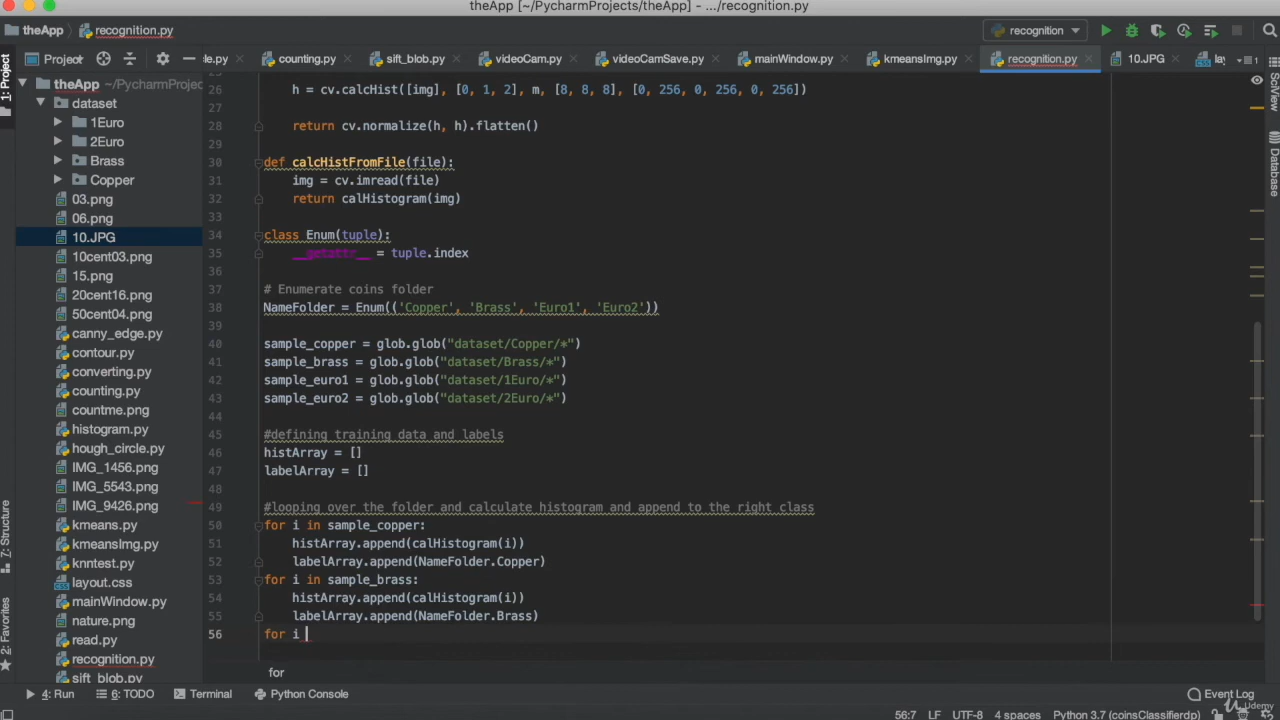 theApp [~/PycharmProjects/theApp] - .../recognition.py
theApp
recognition.py
recognition
Project
le.py
counting.py
sift_blob.py
videoCam.py
videoCamSave.py
mainWindow.py
kmeansImg.py
recognition.py
10.JPG
1: Project
theApp ~/PycharmProjects/theApp
dataset
1Euro
2Euro
Brass
Copper
03.png
06.png
10.JPG
10cent03.png
15.png
20cent16.png
50cent04.png
canny_edge.py
contour.py
converting.py
counting.py
countme.png
histogram.py
hough_circle.py
IMG_1456.png
IMG_5543.png
IMG_9426.png
kmeans.py
kmeansImg.py
knntest.py
layout.css
mainWindow.py
nature.png
read.py
recognition.py
sift_blob.py
26 h = cv.calcHist([img], [0, 1, 2], m, [8, 8, 8], [0, 256, 0, 256, 0, 256])
27
28 return cv.normalize(h, h).flatten()
29
30 def calcHistFromFile(file):
31 img = cv.imread(file)
32 return calHistogram(img)
33
34 class Enum(tuple):
35 __getattr__ = tuple.index
36
37 # Enumerate coins folder
38 NameFolder = Enum(('Copper', 'Brass', 'Euro1', 'Euro2'))
39
40 sample_copper = glob.glob("dataset/Copper/*")
41 sample_brass = glob.glob("dataset/Brass/*")
42 sample_euro1 = glob.glob("dataset/1Euro/*")
43 sample_euro2 = glob.glob("dataset/2Euro/*")
44
45 #defining training data and labels
46 histArray = []
47 labelArray = []
48
49 #looping over the folder and calculate histogram and append to the right class
50 for i in sample_copper:
51 histArray.append(calHistogram(i))
52 labelArray.append(NameFolder.Copper)
53 for i in sample_brass:
54 histArray.append(calHistogram(i))
55 labelArray.append(NameFolder.Brass)
56 for i
for
SciView
Database
7: Structure
2: Favorites
4: Run
6: TODO
Terminal
Python Console
Event Log
Udemy
56:7 LF UTF-8 4 spaces Python 3.7 (coinsClassifierdp)